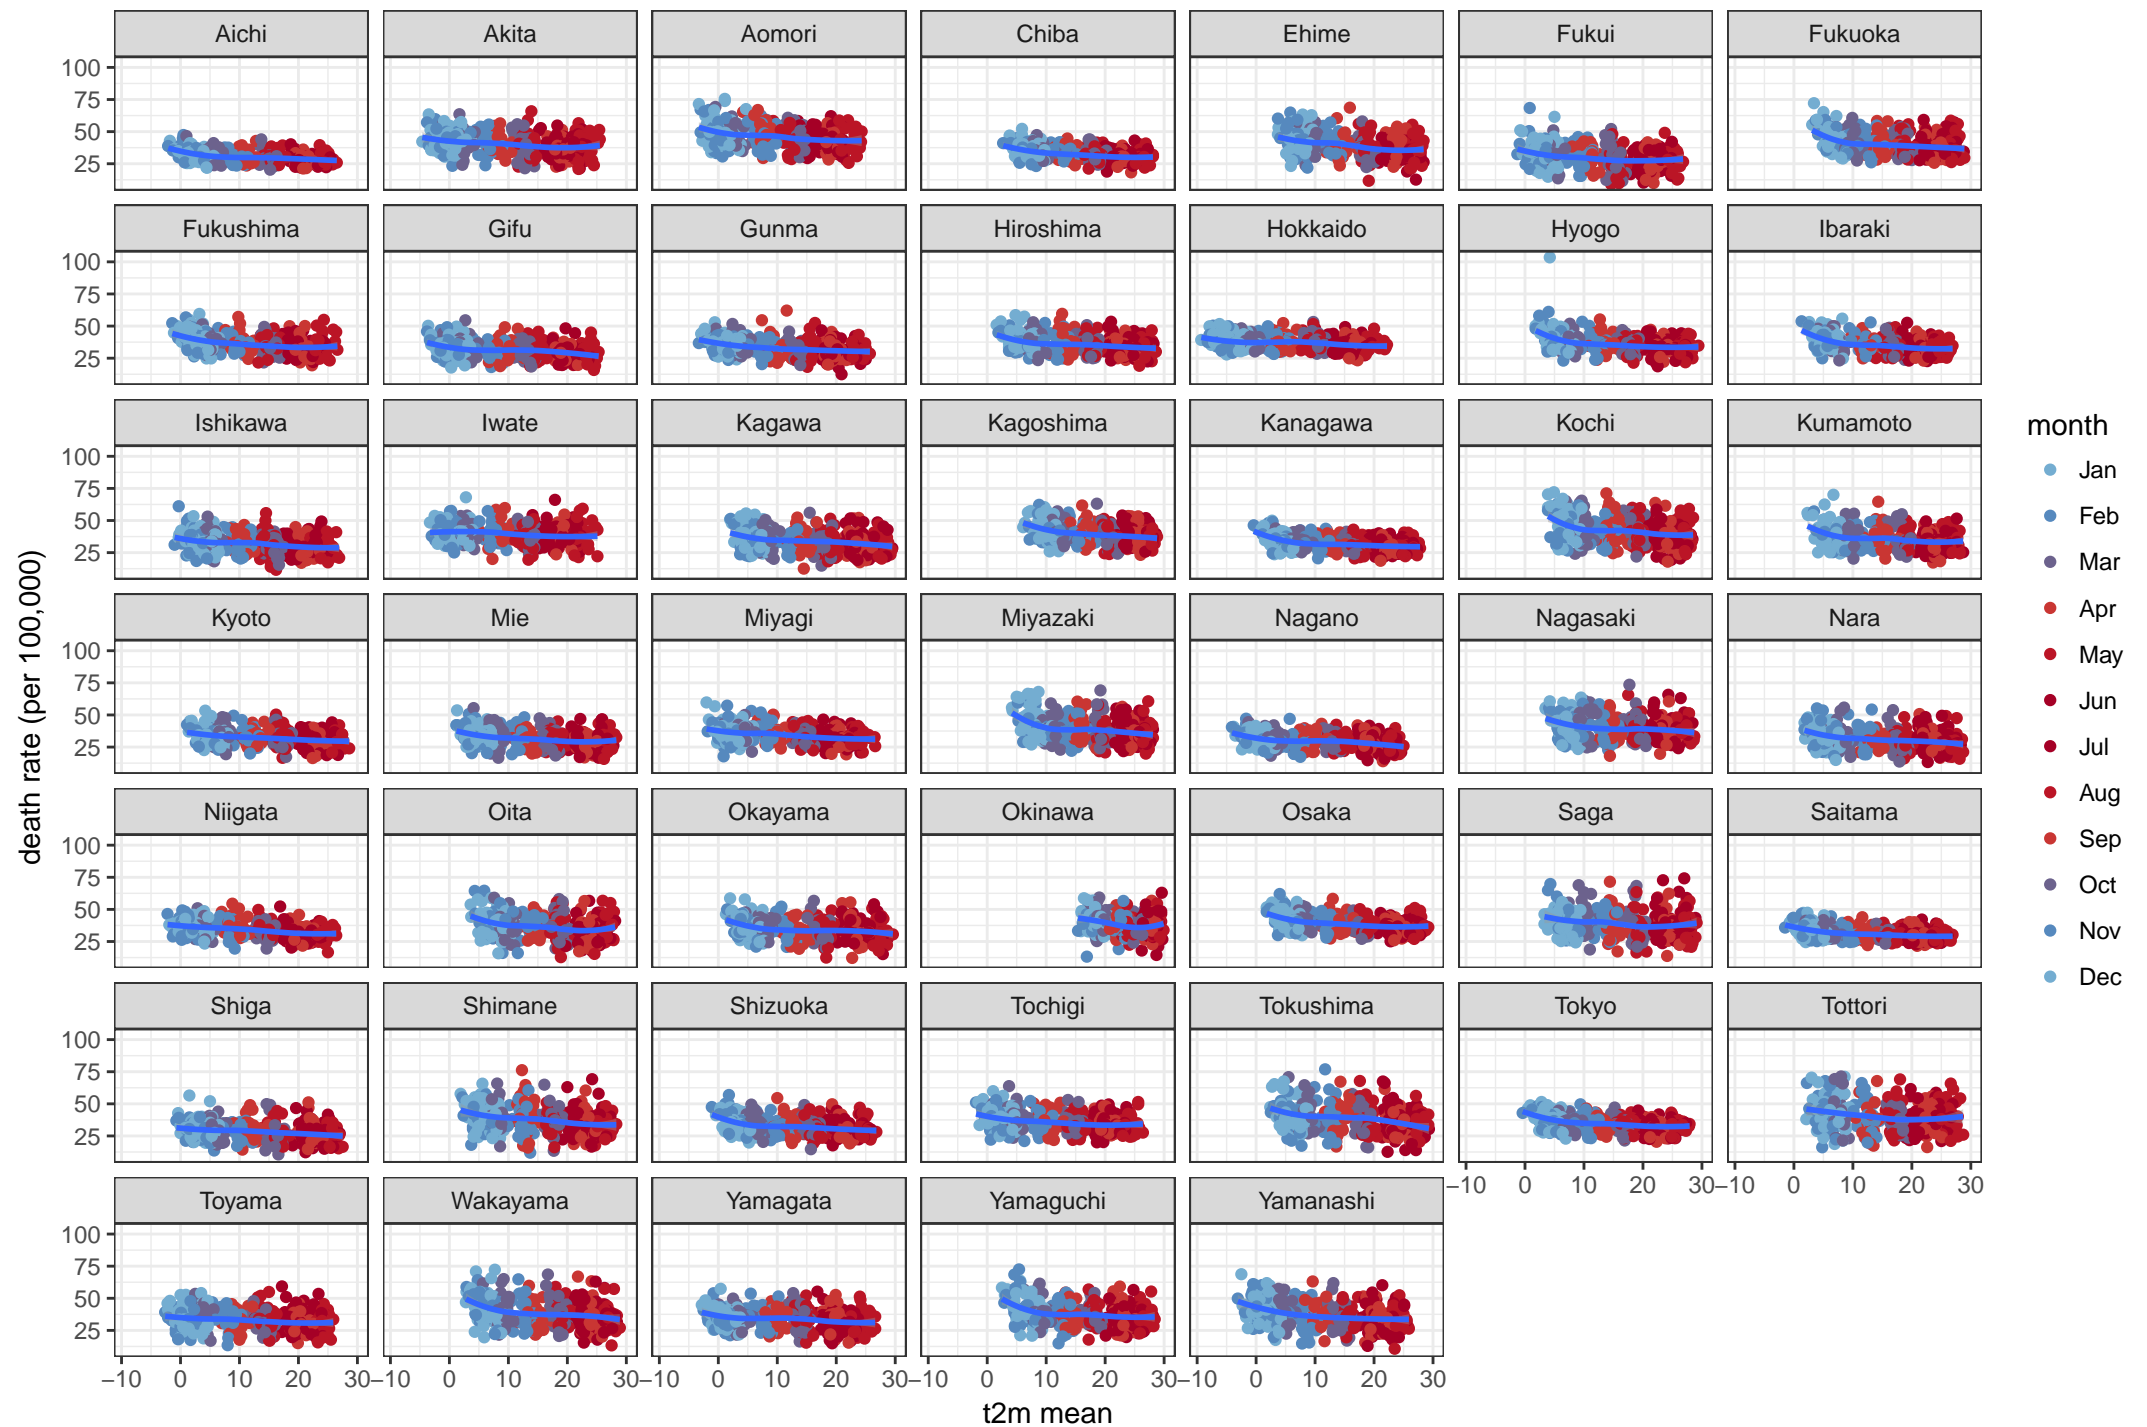 Aichi Akita Aomori Chiba Ehime Fukui Fukuoka
100
75
50
25
Fukushima Gifu Gunma Hiroshima Hokkaido Hyogo Ibaraki
100
75
50
25
Ishikawa Iwate Kagawa Kagoshima Kanagawa Kochi Kumamoto
100
75
50
25
Kyoto Mie Miyagi Miyazaki Nagano Nagasaki Nara
100
75
50
25
Niigata Oita Okayama Okinawa Osaka Saga Saitama
100
75
50
25
Shiga Shimane Shizuoka Tochigi Tokushima Tokyo Tottori
100
75
50
25
−10 0 10 20 30 −10 0 10 20 30
Toyama Wakayama Yamagata Yamaguchi Yamanashi
100
75
50
25
−10 0 10 20 30 −10 0 10 20 30 −10 0 10 20 30 −10 0 10 20 30 −10 0 10 20 30
t2m mean
death rate (per 100,000)
month
Jan
Feb
Mar
Apr
May
Jun
Jul
Aug
Sep
Oct
Nov
Dec